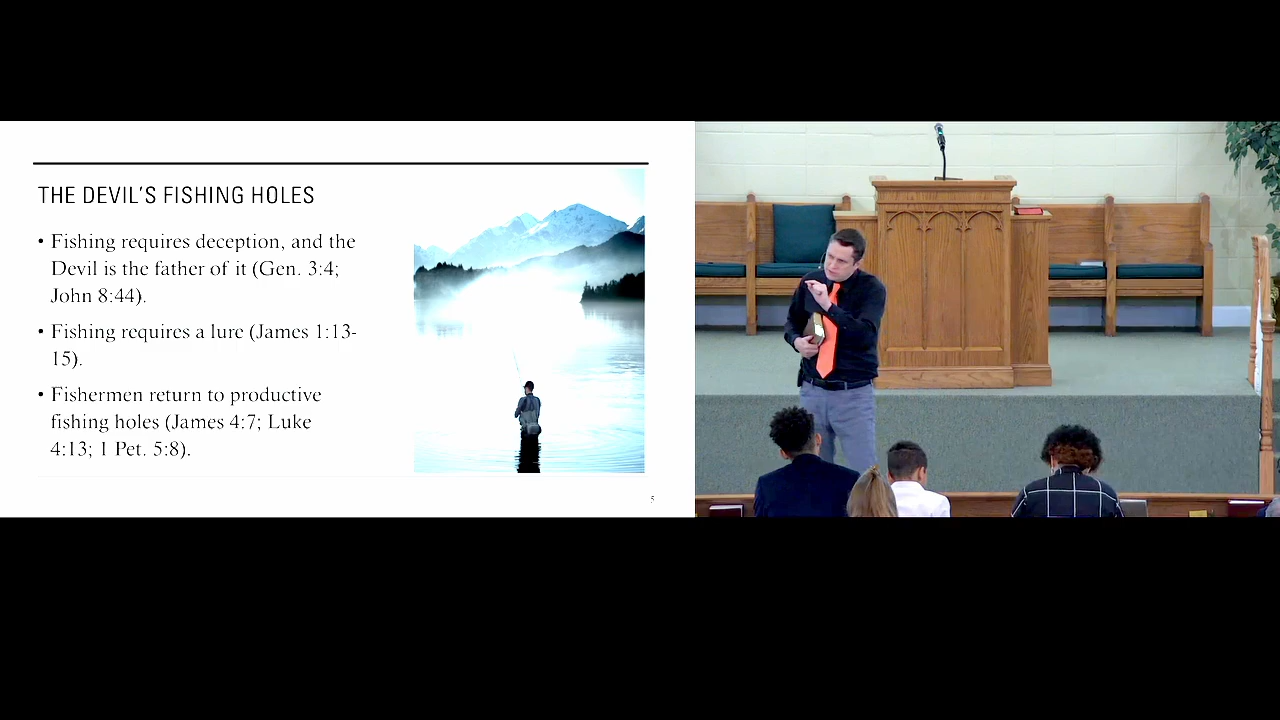 THE DEVIL'S FISHING HOLES
• Fishing requires deception, and the
Devil is the father of it (Gen. 3:4;
John 8:44).
• Fishing requires a lure (James 1:13-
15).
• Fishermen return to productive
fishing holes (James 4:7; Luke
4:13; 1 Pet. 5:8).
5